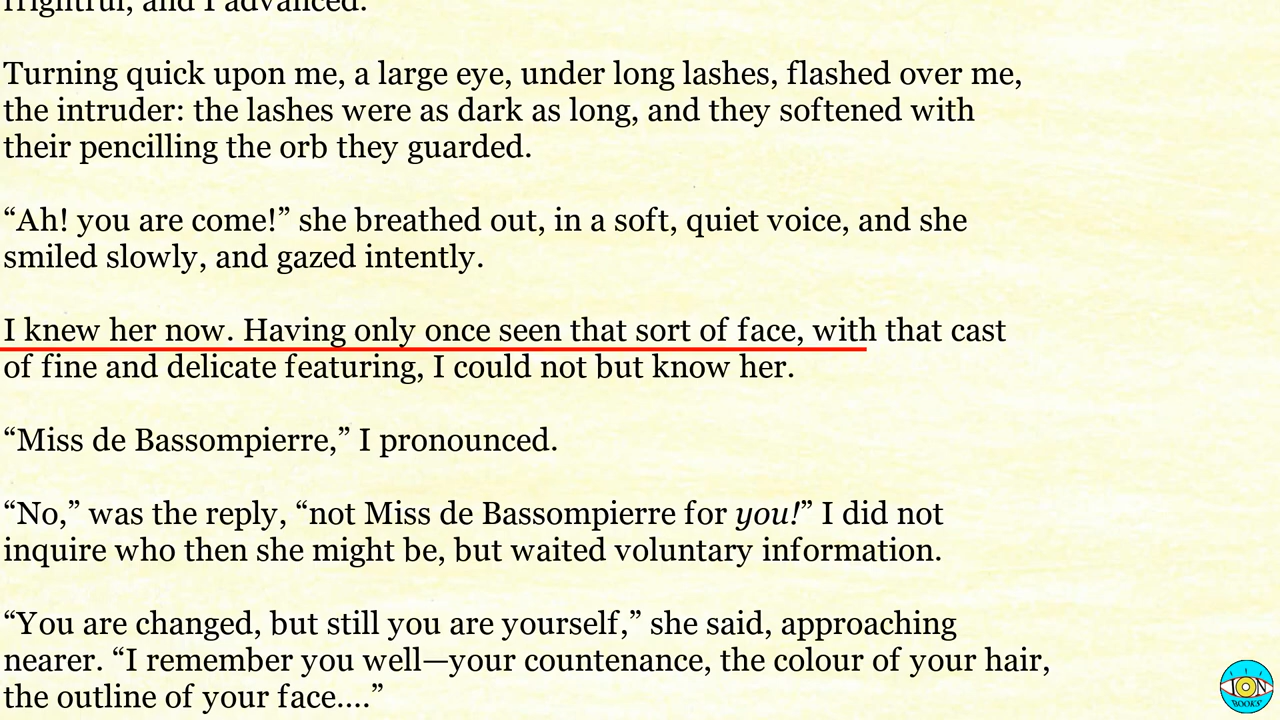 frightful, and I advanced.
Turning quick upon me, a large eye, under long lashes, flashed over me,
the intruder: the lashes were as dark as long, and they softened with
their pencilling the orb they guarded.
“Ah! you are come!” she breathed out, in a soft, quiet voice, and she
smiled slowly, and gazed intently.
I knew her now. Having only once seen that sort of face, with that cast
of fine and delicate featuring, I could not but know her.
“Miss de Bassompierre,” I pronounced.
“No,” was the reply, “not Miss de Bassompierre for you!” I did not
inquire who then she might be, but waited voluntary information.
“You are changed, but still you are yourself,” she said, approaching
nearer. “I remember you well—your countenance, the colour of your hair,
the outline of your face....”
ION
BOOKS